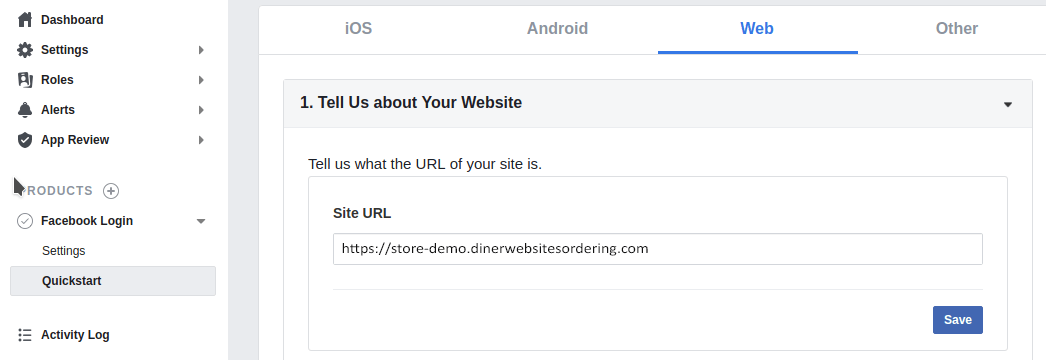 Dashboard
Settings
Roles
Alerts
App Review
RODUCTS
Facebook Login
Settings
Quickstart
Activity Log
iOS Android Web Other
1. Tell Us about Your Website
Tell us what the URL of your site is.
Site URL
https://store-demo.dinerwebsitesordering.com
Save